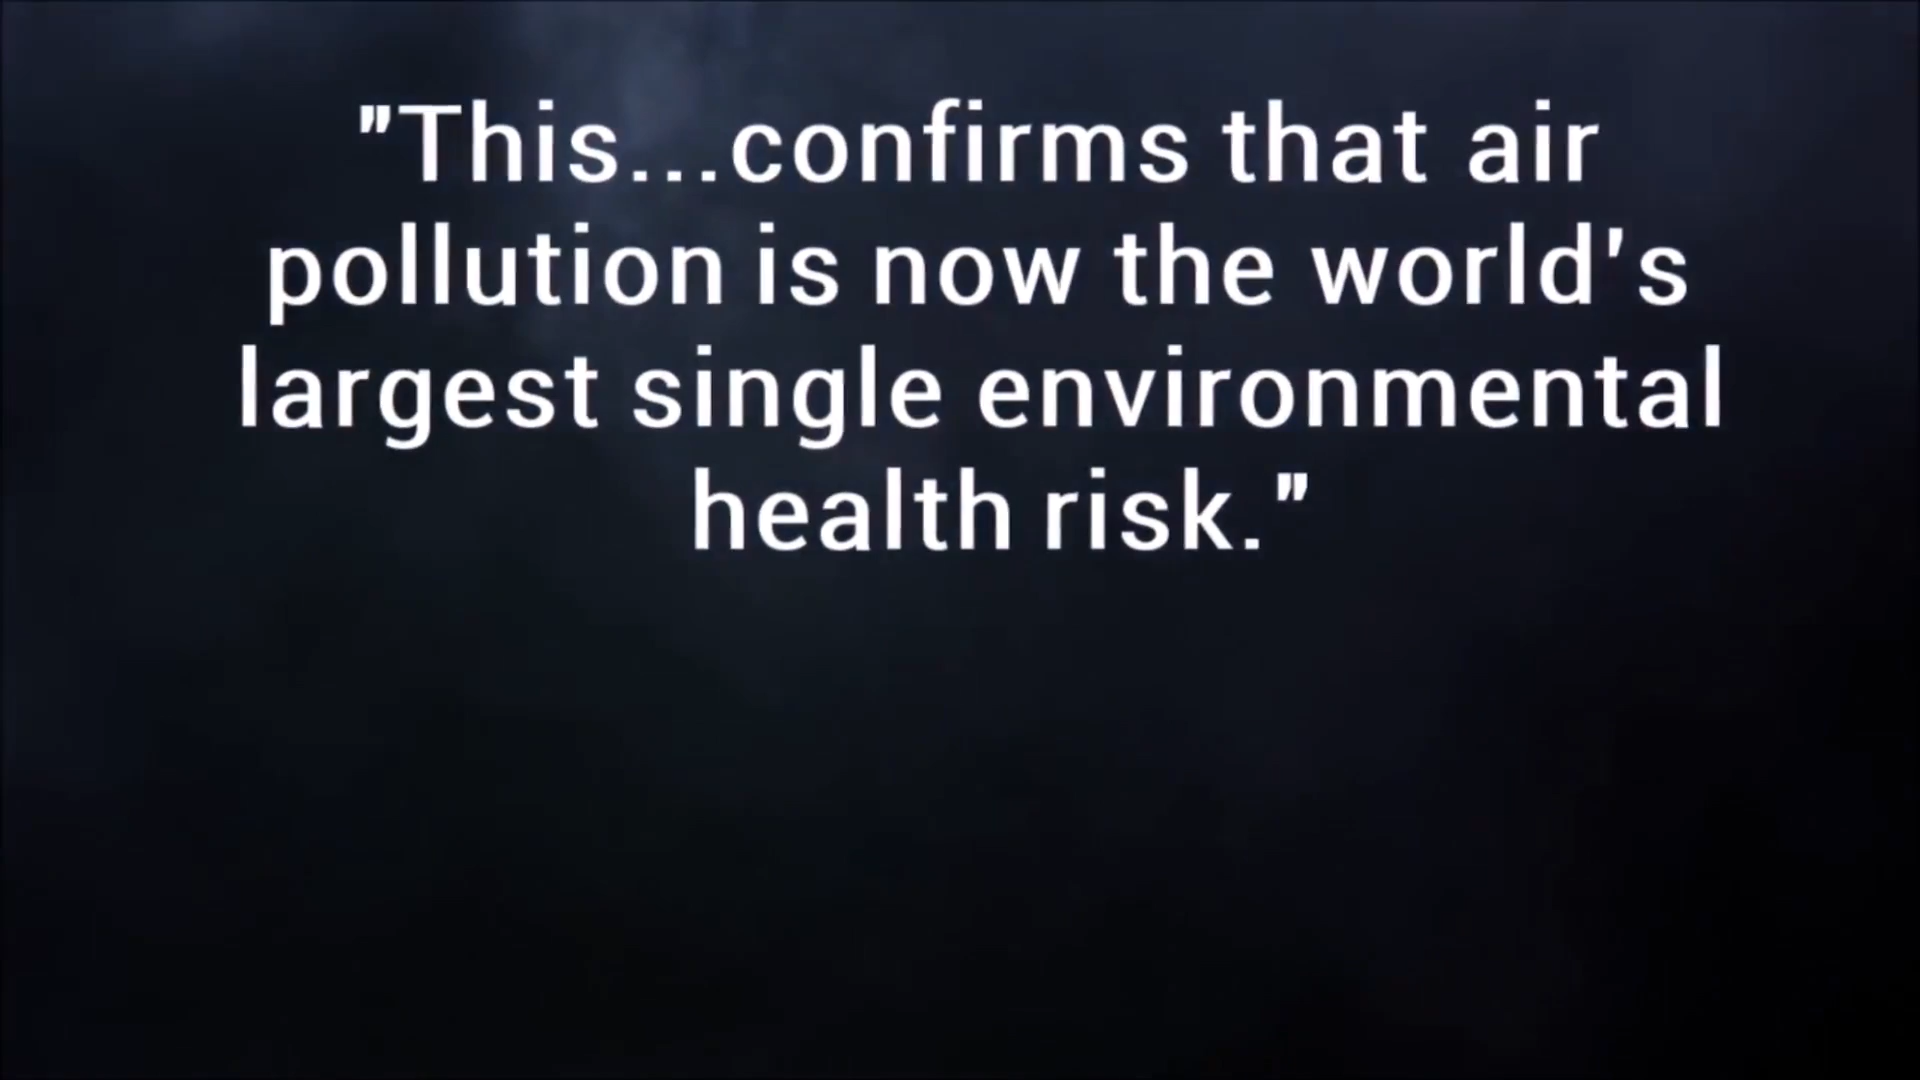 "This...confirms that air
pollution is now the world's
largest single environmental
health risk."